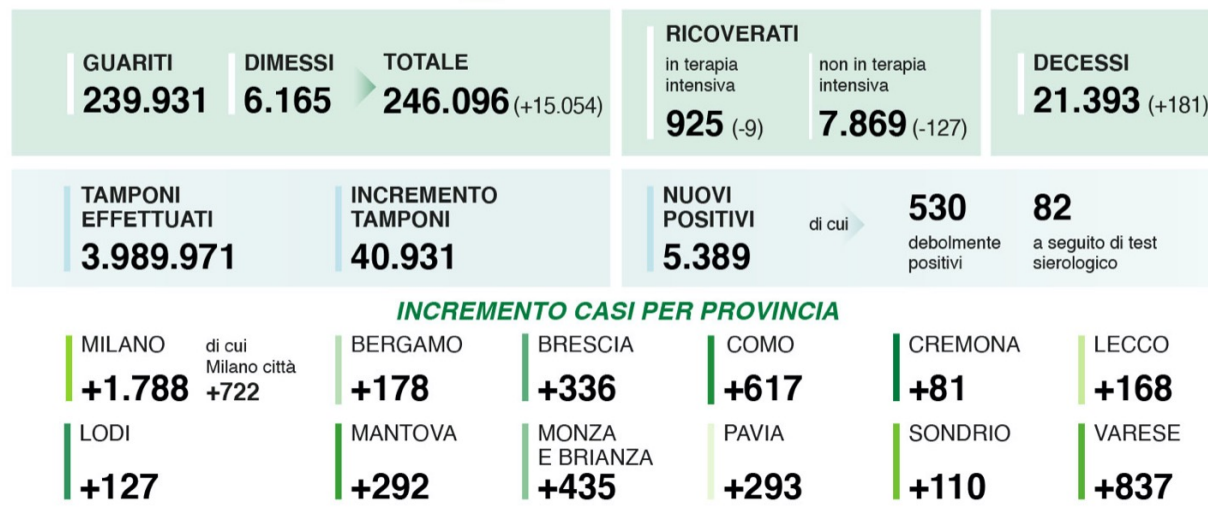 GUARITI
239.931
DIMESSI
6.165
TOTALE
246.096 (+15.054)
RICOVERATI
in terapia
intensiva
925 (-9)
non in terapia
intensiva
7.869 (-127)
DECESSI
21.393 (+181)
TAMPONI
EFFETTUATI
3.989.971
INCREMENTO
TAMPONI
40.931
NUOVI
POSITIVI
5.389
di cui
530
debolmente
positivi
82
a seguito di test
sierologico
INCREMENTO CASI PER PROVINCIA
MILANO
+1.788
di cui
Milano città
+722
BERGAMO
+178
BRESCIA
+336
COMO
+617
CREMONA
+81
LECCO
+168
LODI
+127
MANTOVA
+292
MONZA
E BRIANZA
+435
PAVIA
+293
SONDRIO
+110
VARESE
+837